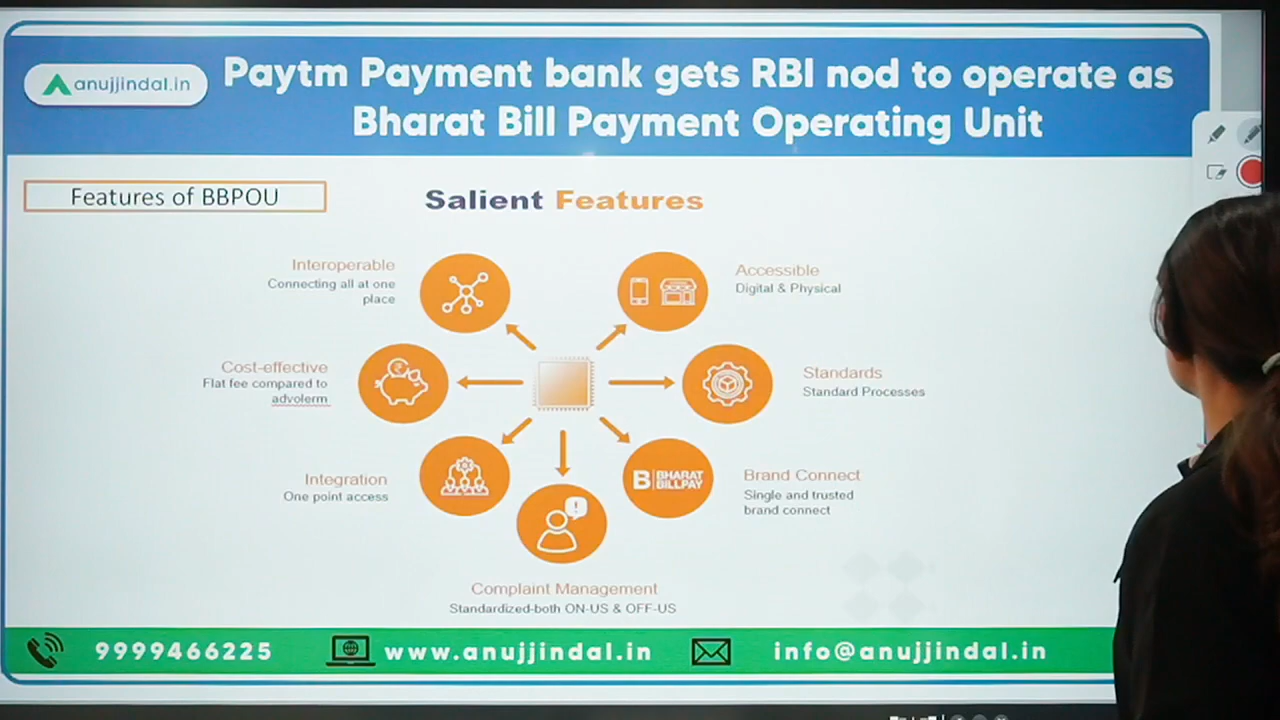 anujjindal.in
Paytm Payment bank gets RBI nod to operate as
Bharat Bill Payment Operating Unit
Features of BBPOU
Salient Features
Interoperable
Connecting all at one
place
Accessible
Digital & Physical
Cost-effective
Flat fee compared to
advolerm
Standards
Standard Processes
Integration
One point access
B BHARAT
BILLPAY
Brand Connect
Single and trusted
brand connect
Complaint Management
Standardized-both ON-US & OFF-US
9999466225
www.anujjindal.in
info@anujjindal.in